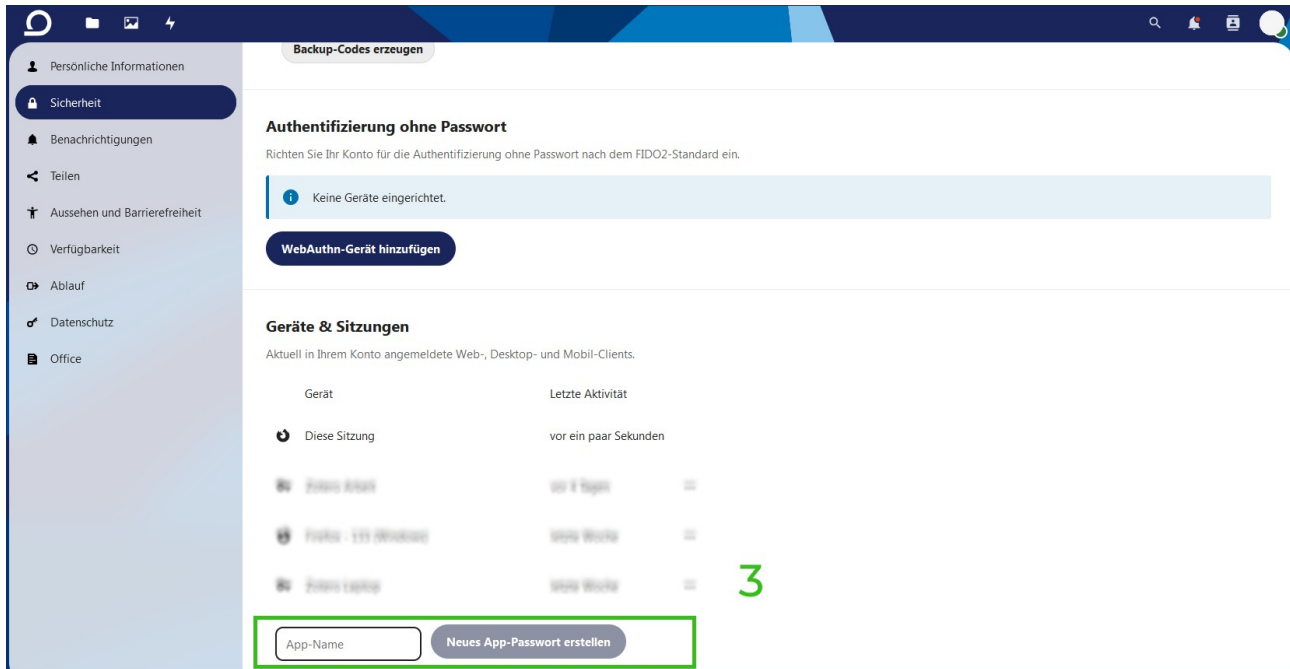 Backup-Codes erzeugen
Persönliche Informationen
Sicherheit
Benachrichtigungen
Teilen
Aussehen und Barrierefreiheit
Verfügbarkeit
Ablauf
Datenschutz
Office
Authentifizierung ohne Passwort
Richten Sie Ihr Konto für die Authentifizierung ohne Passwort nach dem FIDO2-Standard ein.
Keine Geräte eingerichtet.
WebAuthn-Gerät hinzufügen
Geräte & Sitzungen
Aktuell in Ihrem Konto angemeldete Web-, Desktop- und Mobil-Clients.
Gerät Letzte Aktivität
Diese Sitzung vor ein paar Sekunden
3
App-Name Neues App-Passwort erstellen